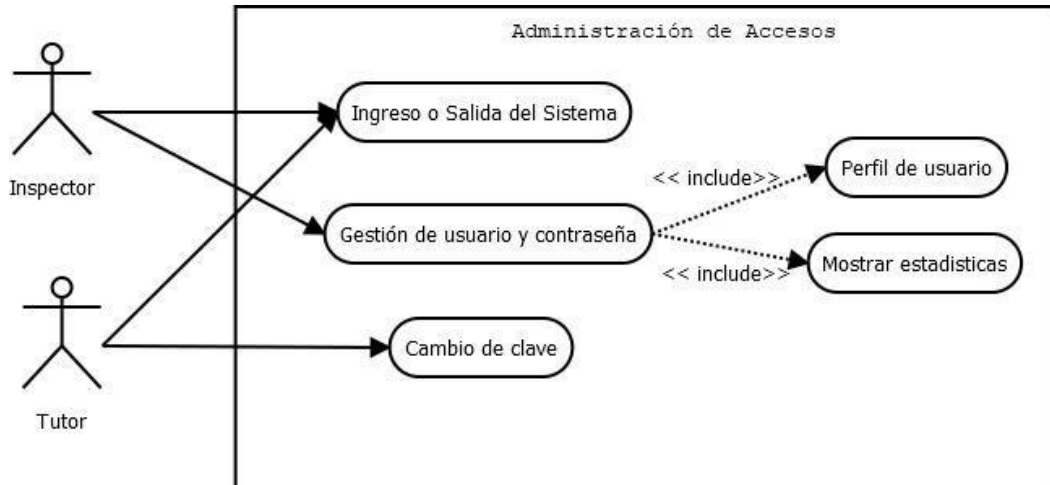 Administración de Accesos
Ingreso o Salida del Sistema
Inspector
<< include>>
Perfil de usuario
Gestión de usuario y contraseña
<< include>>
Mostrar estadisticas
Cambio de clave
Tutor